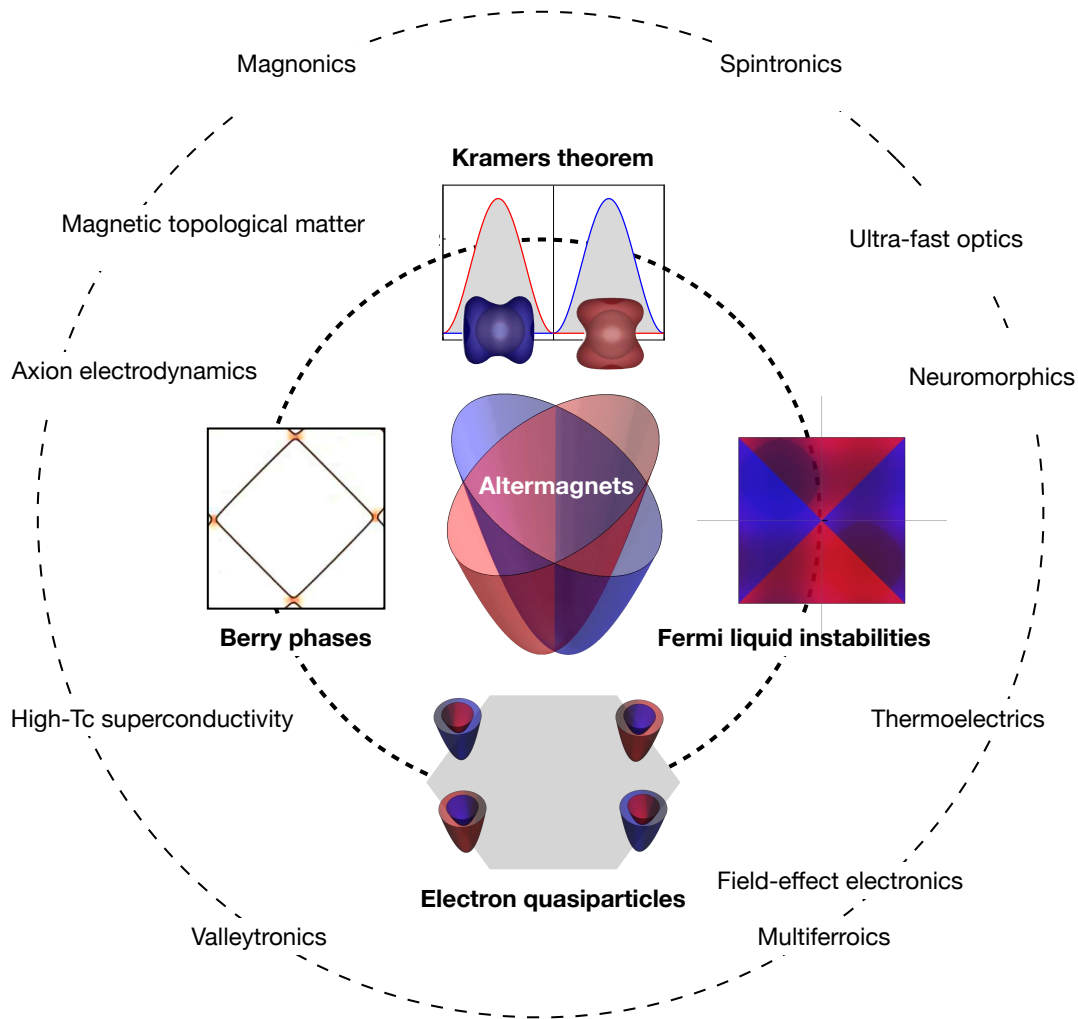 Magnonics
Spintronics
Kramers theorem
Magnetic topological matter
Ultra-fast optics
Axion electrodynamics
Neuromorphics
Altermagnets
Berry phases
Fermi liquid instabilities
High-Tc superconductivity
Thermoelectrics
Field-effect electronics
Electron quasiparticles
Valleytronics
Multiferroics